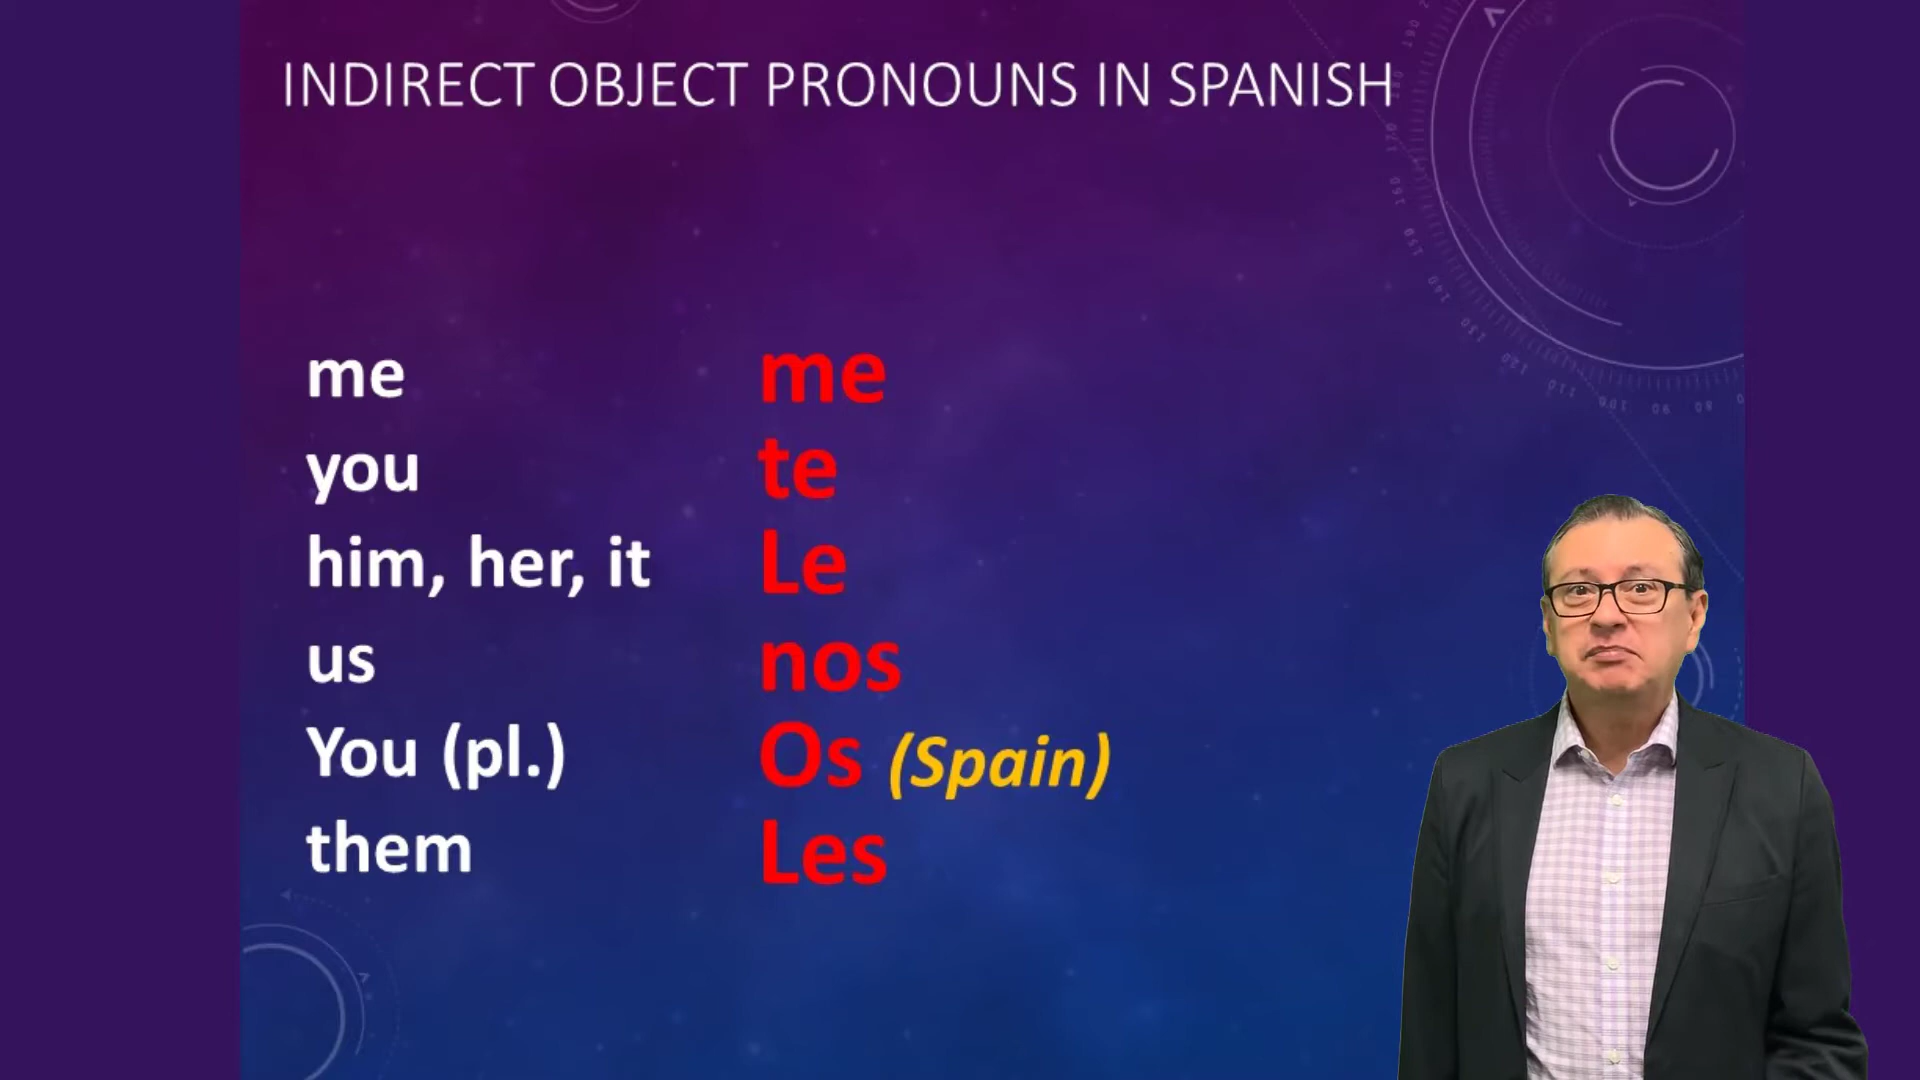 INDIRECT OBJECT PRONOUNS IN SPANISH
me me
you te
him, her, it Le
us nos
You (pl.) Os (Spain)
them Les